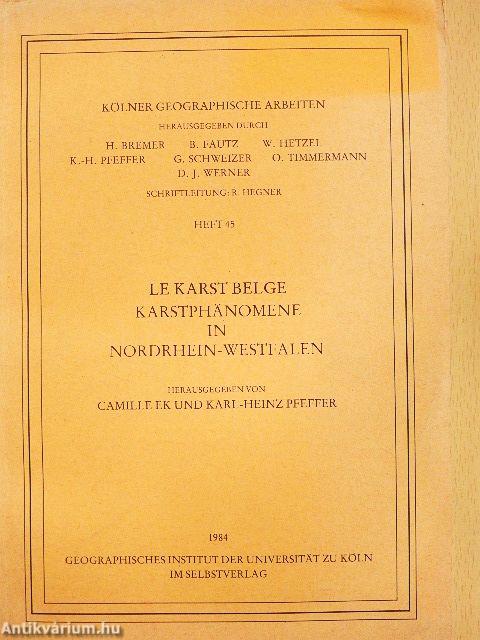 KÖLNER GEOGRAPHISCHE ARBEITEN
HERAUSGEGEBEN DURCH
H. BREMER B. FAUTZ W. HETZEL
K.-H. PFEFFER G. SCHWEIZER O. TIMMERMANN
D. J. WERNER
SCHRIFTLEITUNG: R. HEGNER
HEFT 45
LE KARST BELGE
KARSTPHÄNOMENE
IN
NORDRHEIN-WESTFALEN
HERAUSGEGEBEN VON
CAMILLE EK UND KARL-HEINZ PFEFFER
1984
GEOGRAPHISCHES INSTITUT DER UNIVERSITÄT ZU KÖLN
IM SELBSTVERLAG
Antikvárium.hu